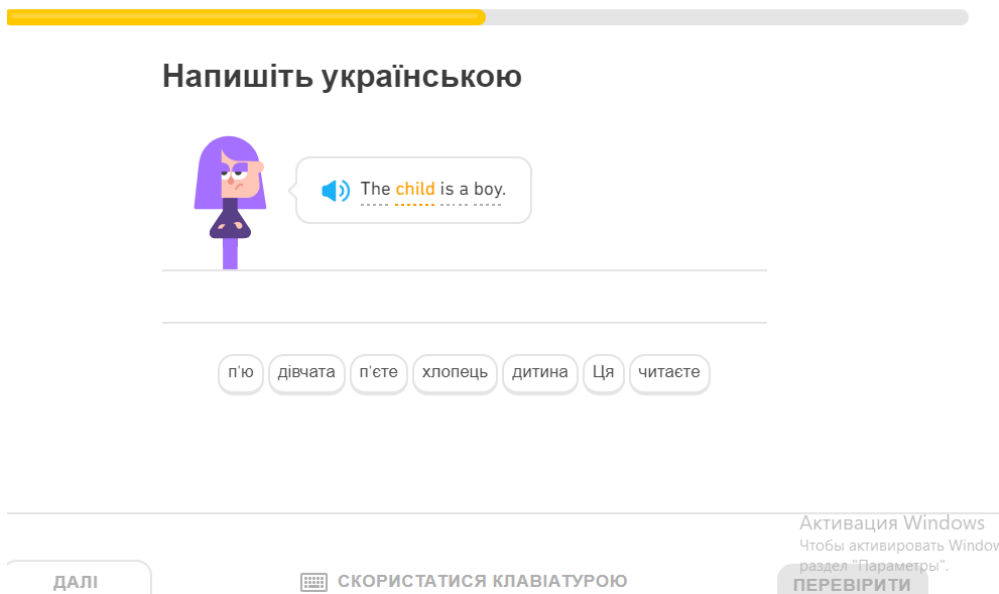 Напишіть українською
The child is a boy.
п'ю дівчата п'єте хлопець дитина Ця читаєте
Активация Windows
Чтобы активировать Window
раздел "Параметры".
ДАЛІ СКОРИСТАТИСЯ КЛАВІАТУРОЮ ПЕРЕВІРИТИ